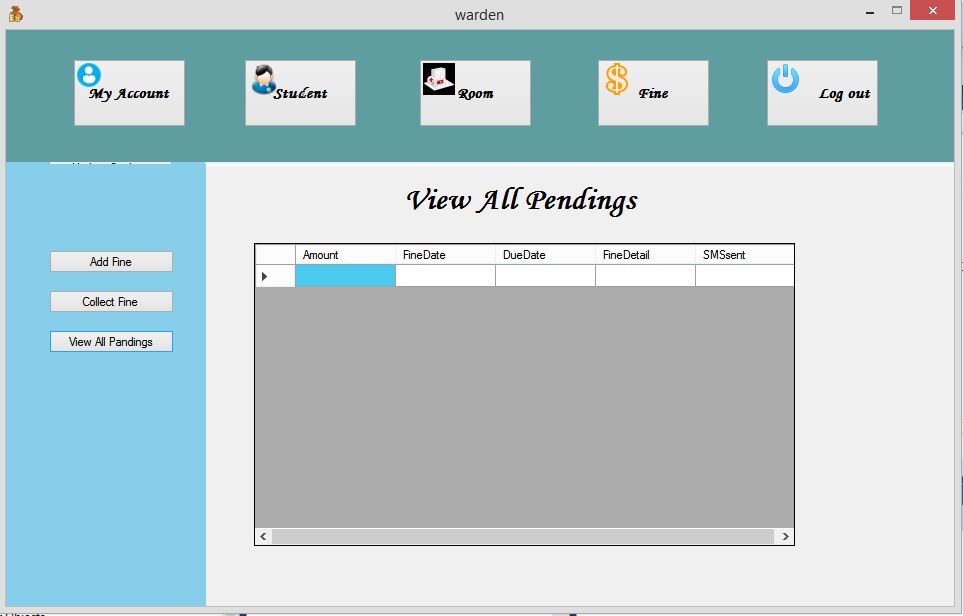 warden
My Account
Student
Room
Fine
Log out
View All Pendings
Add Fine
Collect Fine
View All Pandings
Amount FineDate DueDate FineDetail SMSsent